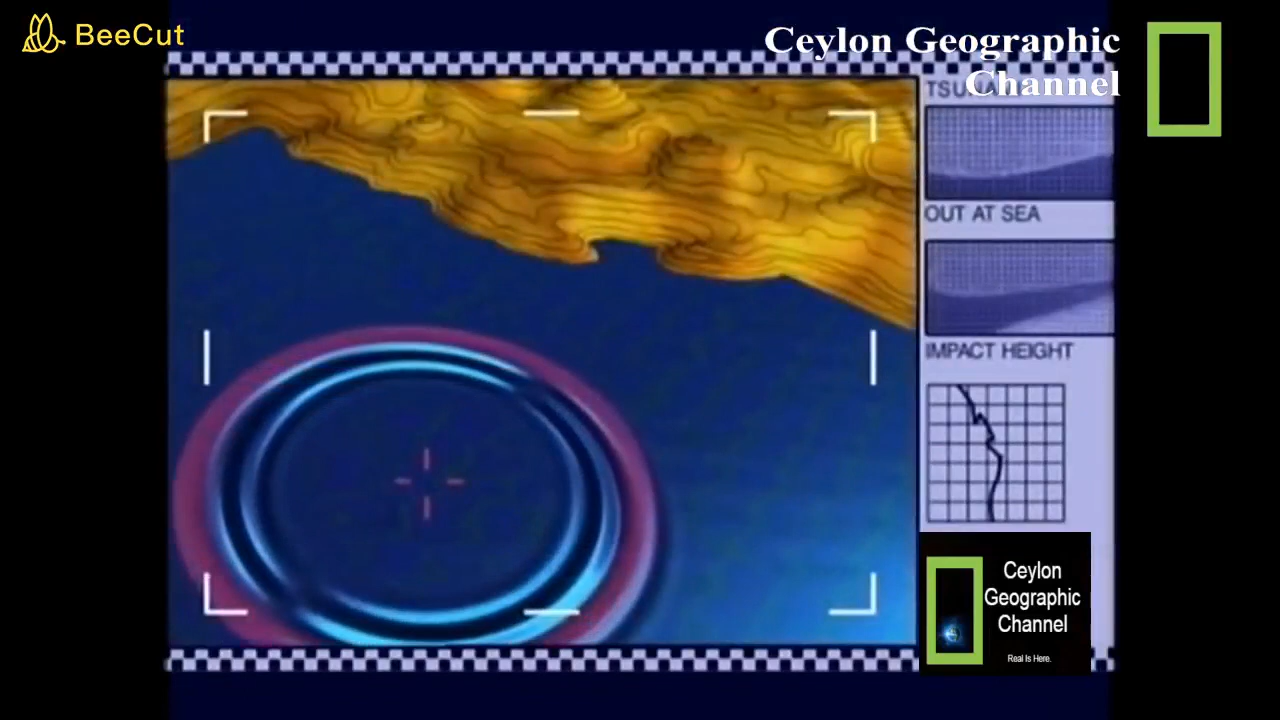 BeeCut
Ceylon Geographic
Channel
OUT AT SEA
IMPACT HEIGHT
Ceylon
Geographic
Channel
Real Is Here.